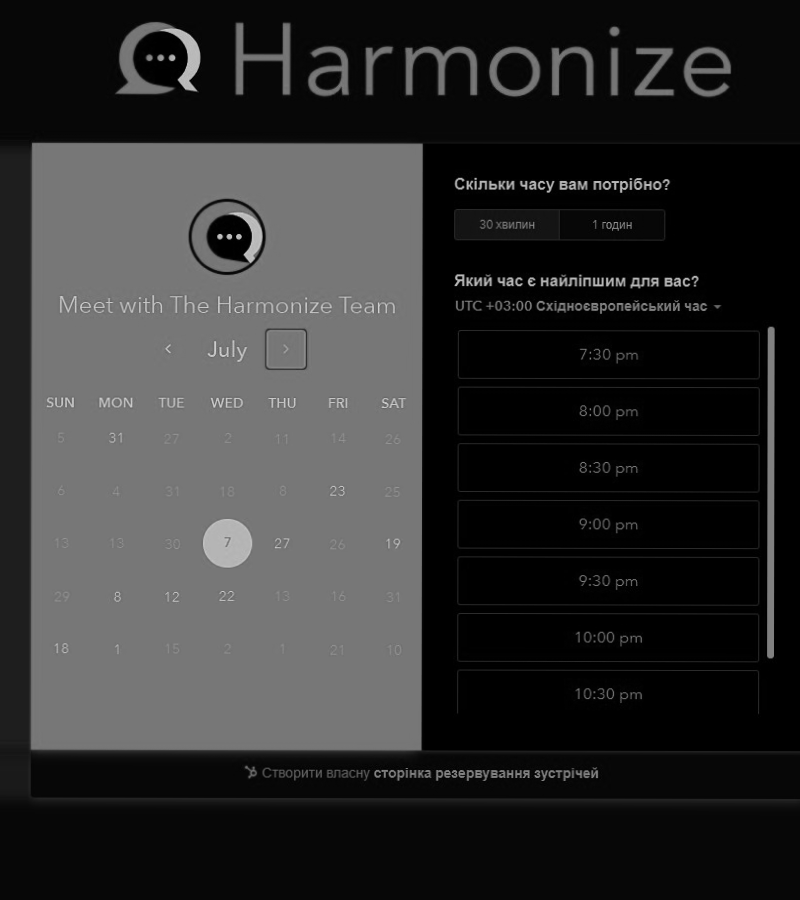 Harmonize
Meet with The Harmonize Team
July
SUN MON TUE WED THU FRI SAT
5 31 27 2 11 14 26
6 4 31 18 8 23 25
13 13 30 7 27 26 19
29 8 12 22 13 16 31
18 1 15 2 1 21 10
Скільки часу вам потрібно?
30 хвилин 1 годин
Який час є найліпшим для вас?
UTC +03:00 Східноєвропейський час
7:30 pm
8:00 pm
8:30 pm
9:00 pm
9:30 pm
10:00 pm
10:30 pm
Створити власну сторінка резервування зустрічей